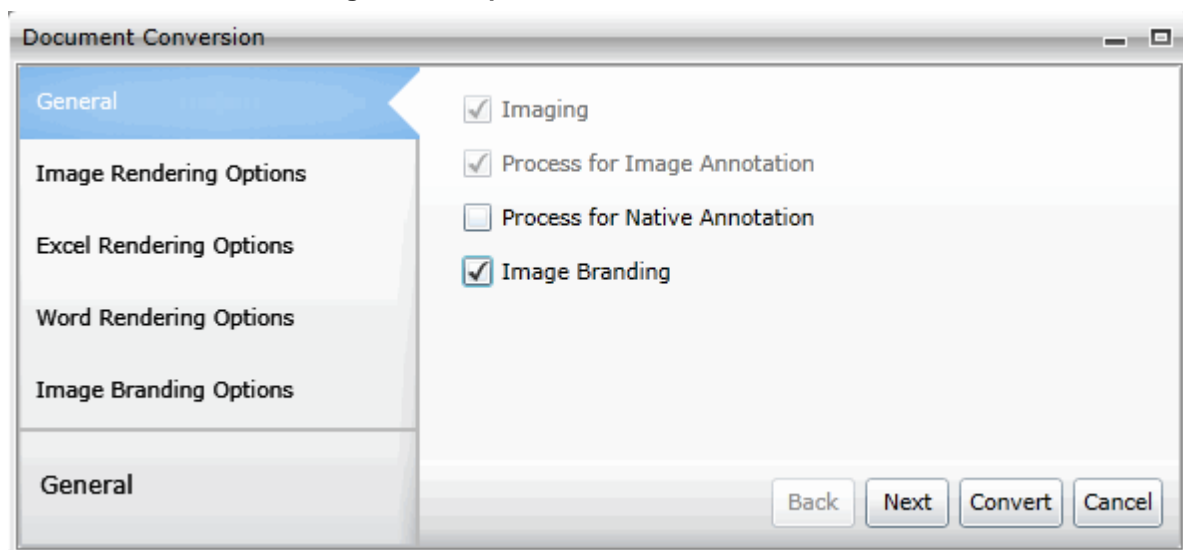 Document Conversion
General
Image Rendering Options
Excel Rendering Options
Word Rendering Options
Image Branding Options
General
Imaging
Process for Image Annotation
Process for Native Annotation
Image Branding
Back Next Convert Cancel